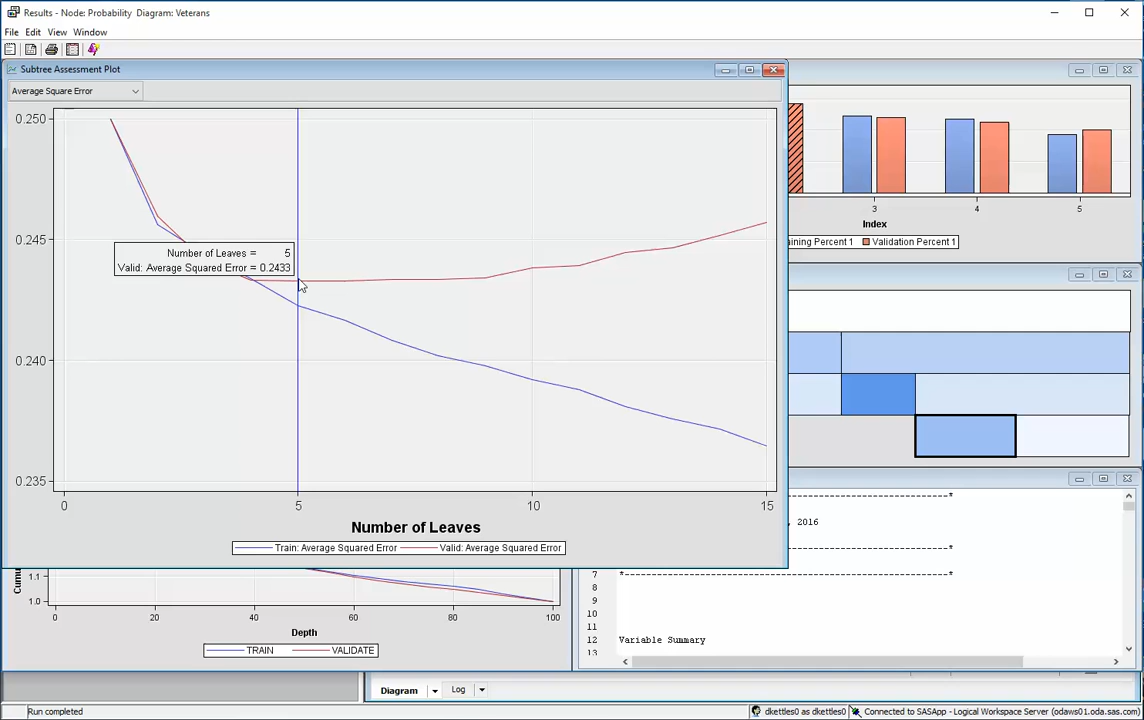 Results - Node: Probability  Diagram: Veterans
File Edit View Window
Subtree Assessment Plot
Average Square Error
0.250
0.245
0.240
0.235
Number of Leaves = 5
Valid: Average Squared Error = 0.2433
0 5 10 15
Number of Leaves
Train: Average Squared Error Valid: Average Squared Error
3 4 5
Index
ining Percent 1 Validation Percent 1
*------------------------------------------------------------*
, 2016
*------------------------------------------------------------*
7 *------------------------------------------------------------*
8
9
10
11
12 Variable Summary
13
Cumu
1.1
1.0
0 20 40 60 80 100
Depth
TRAIN VALIDATE
Diagram Log
Run completed
dkettles0 as dkettles0 Connected to SASApp - Logical Workspace Server (odaws01.oda.sas.com)